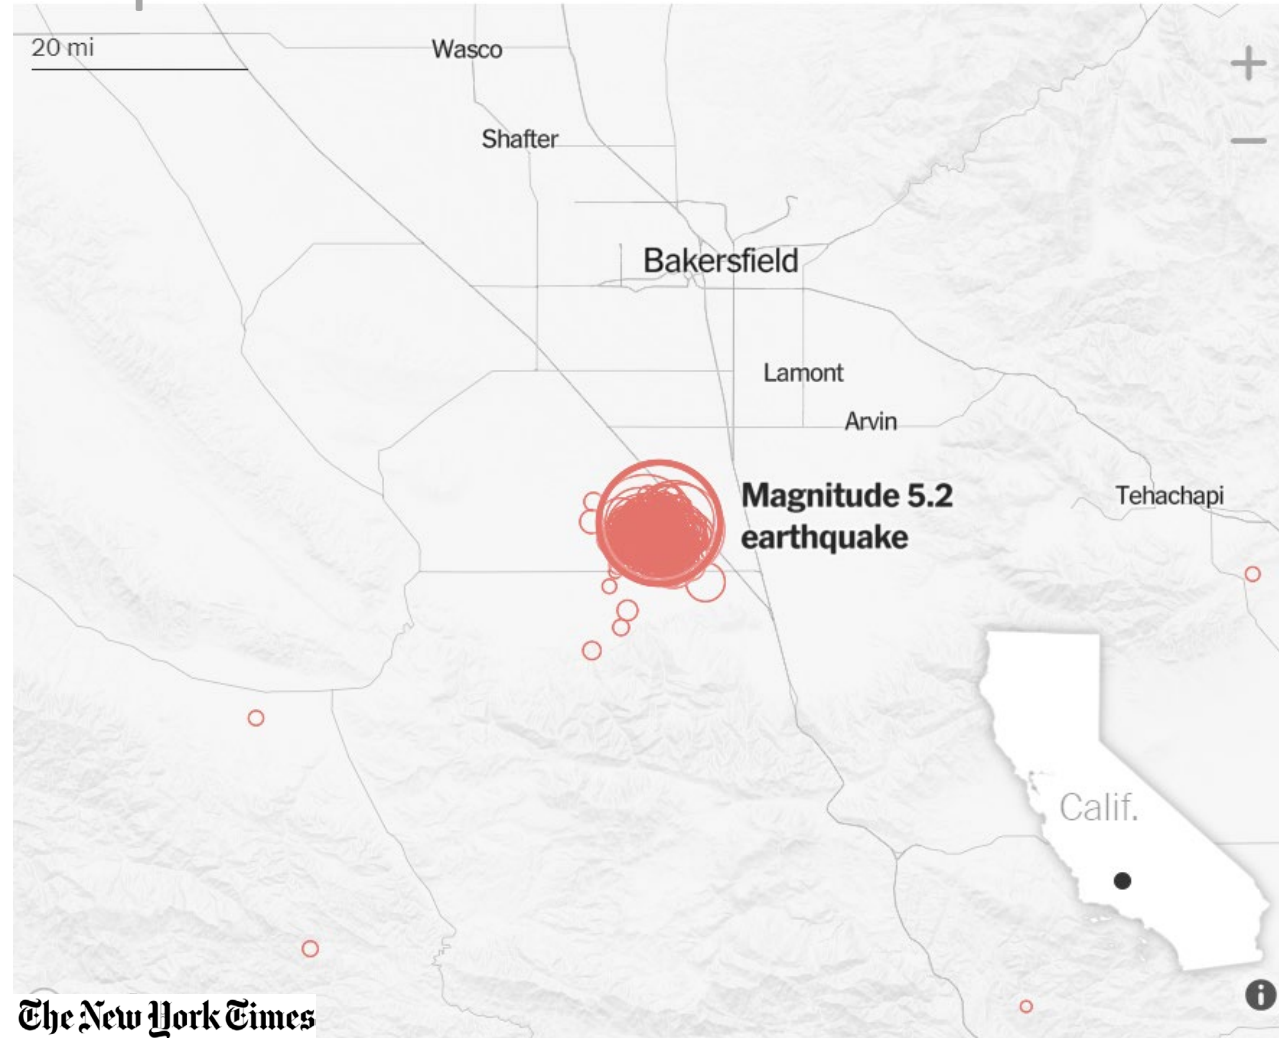 20 mi
Wasco
Shafter
Bakersfield
Lamont
Arvin
Magnitude 5.2
earthquake
Tehachapi
Calif.
The New York Times